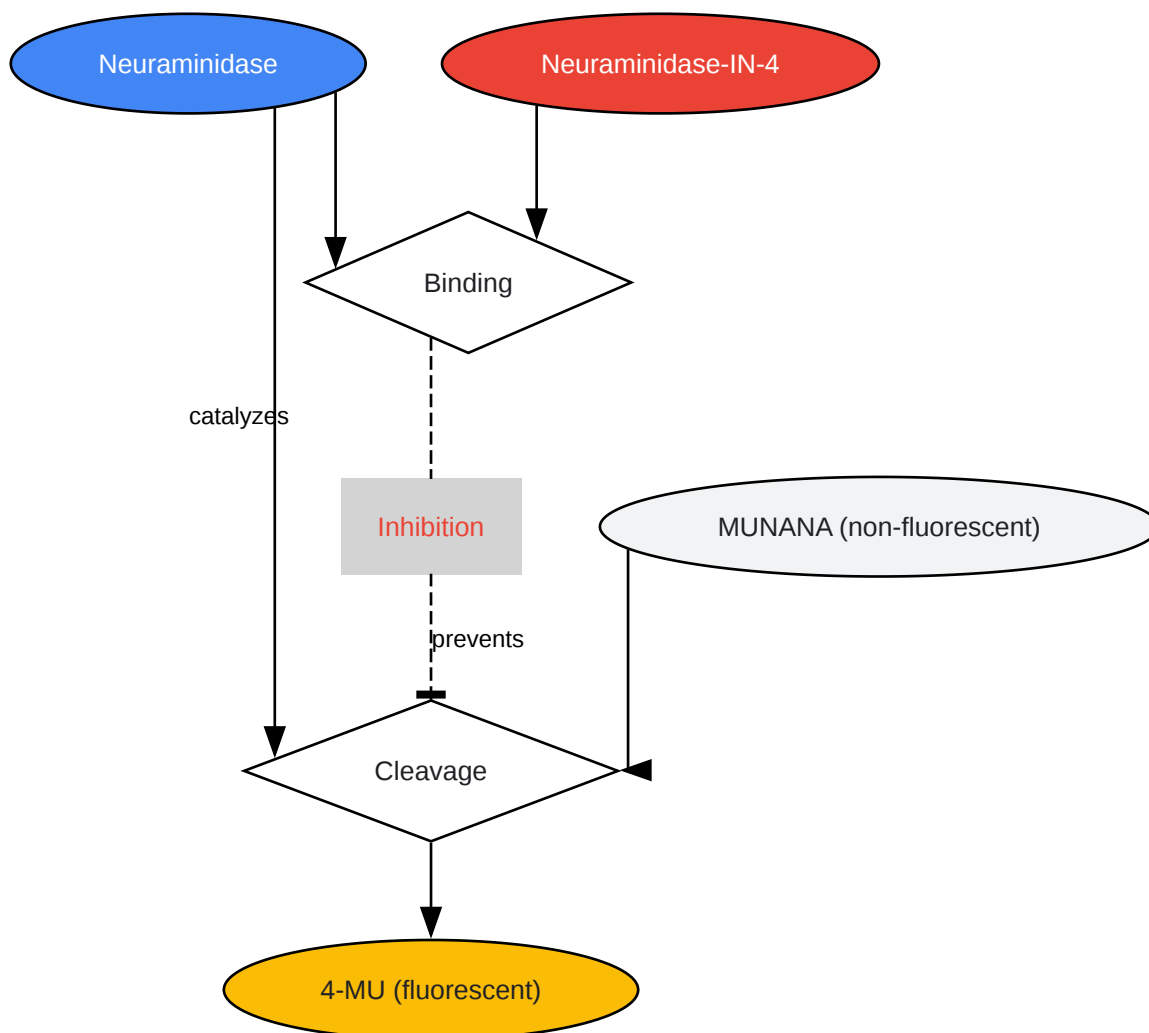 Neuraminidase
Neuraminidase-IN-4
Binding
catalyzes
Inhibition
MUNANA (non-fluorescent)
prevents
Cleavage
4-MU (fluorescent)